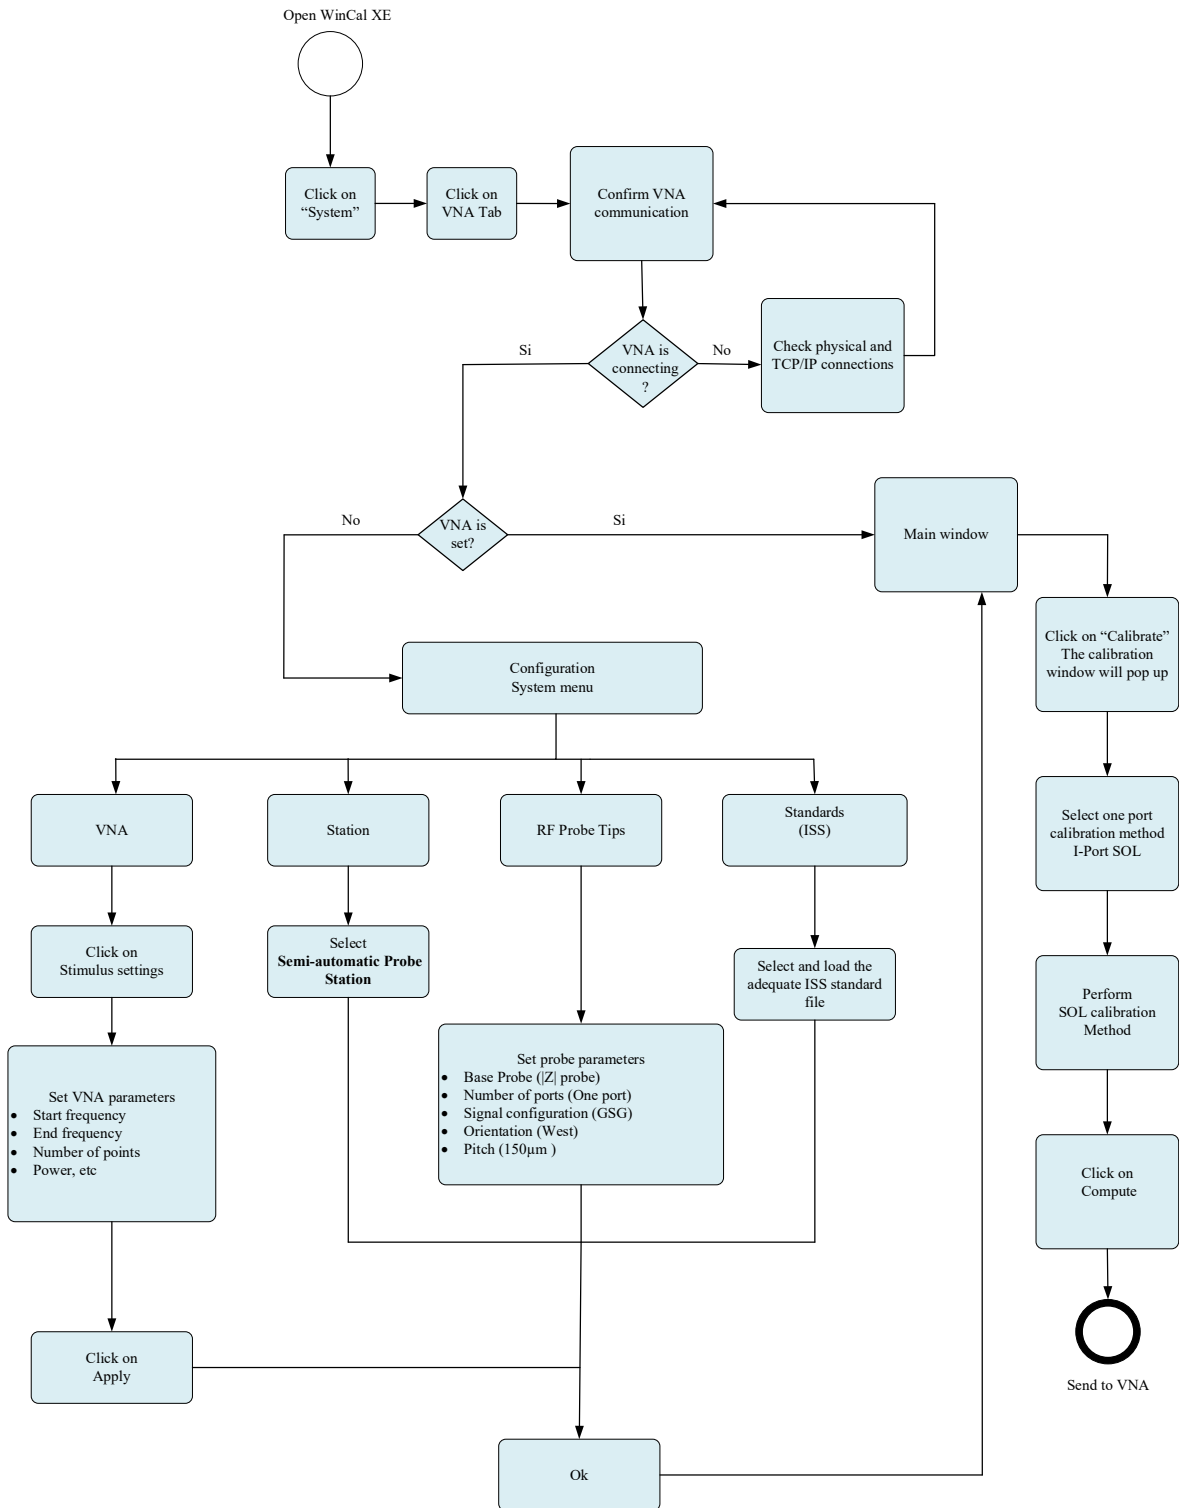 Open WinCal XE
Click on
“System”
Click on
VNA Tab
Confirm VNA
communication
Si
VNA is
connecting
?
No
Check physical and
TCP/IP connections
No
VNA is
set?
Si
Main window
Configuration
System menu
Click on “Calibrate”
The calibration
window will pop up
VNA
Station
RF Probe Tips
Standards
(ISS)
Select one port
calibration method
I-Port SOL
Click on
Stimulus settings
Select
Semi-automatic Probe
Station
Select and load the
adequate ISS standard
file
Perform
SOL calibration
Method
Set VNA parameters
• Start frequency
• End frequency
• Number of points
• Power, etc
Set probe parameters
• Base Probe (|Z| probe)
• Number of ports (One port)
• Signal configuration (GSG)
• Orientation (West)
• Pitch (150µm )
Click on
Compute
Click on
Apply
Send to VNA
Ok